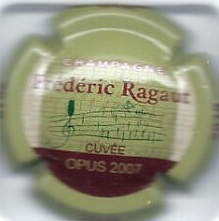 CHAMPAGNE
Frédéric Ragaut
CUVÉE
OPUS 2007